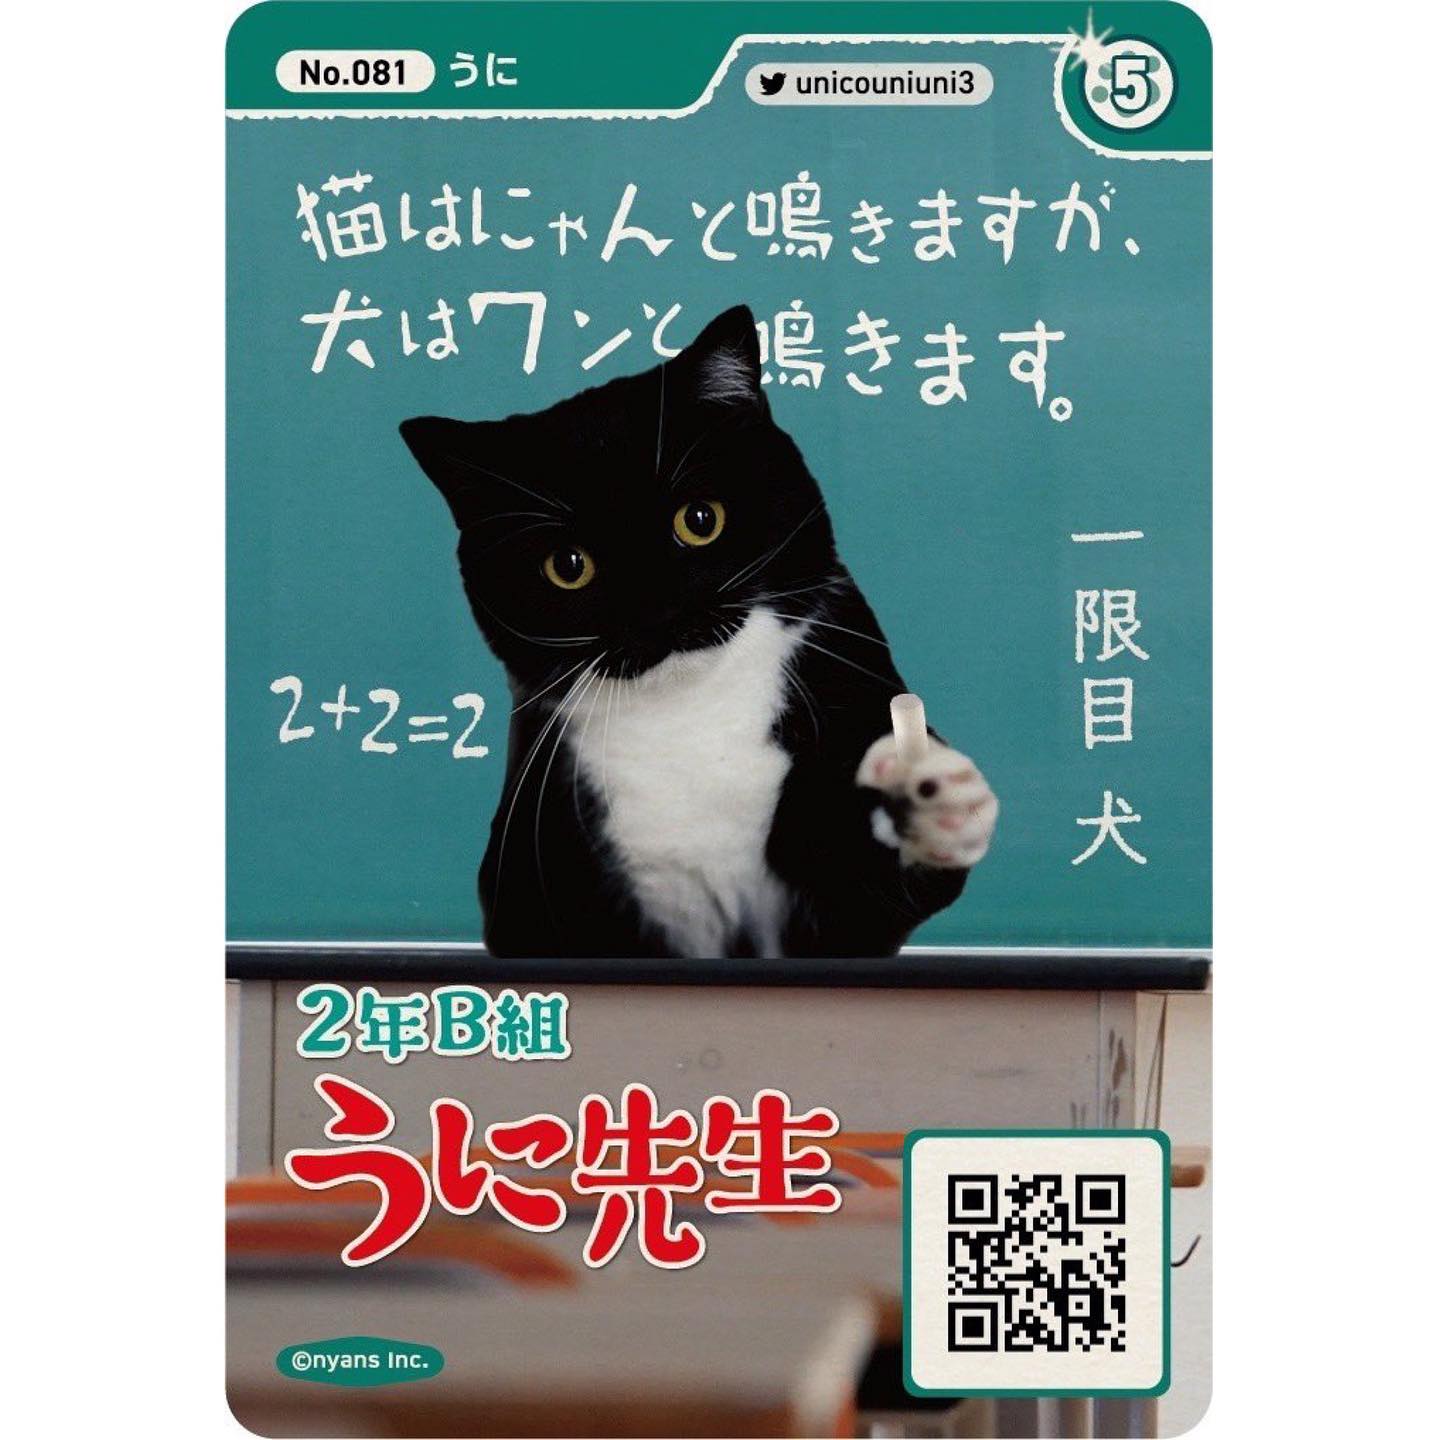 No.081 うに
unicouniuni3
5
猫はにゃんと鳴きますが、
犬はワンと鳴きます。
一限目 犬
2+2=2
2年B組
うに先生
©nyans Inc.